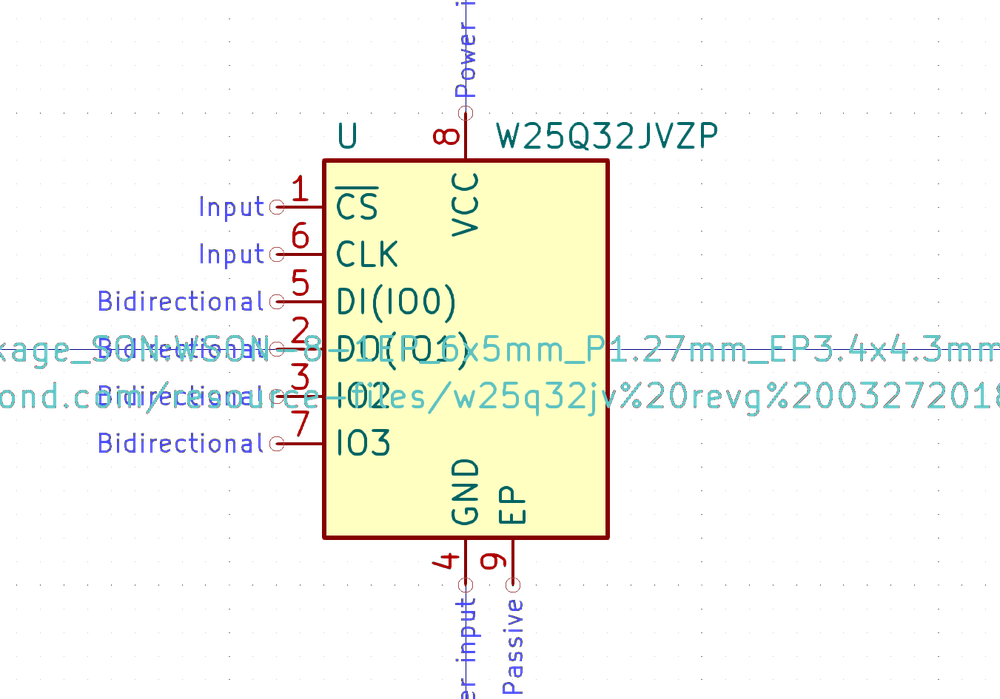 Power i
U
8
W25Q32JVZP
VCC
Input 1 CS
Input 6 CLK
Bidirectional 5 DI(IO0)
Bidirectional 2 DO(IO1)
kage_SON:WSON-8-1EP_6x5mm_P1.27mm_EP3.4x4.3mm
Bidirectional 3 IO2
ond.com/resource-files/w25q32jv%20revg%2003272018
Bidirectional 7 IO3
GND
EP
4
9
er input
Passive